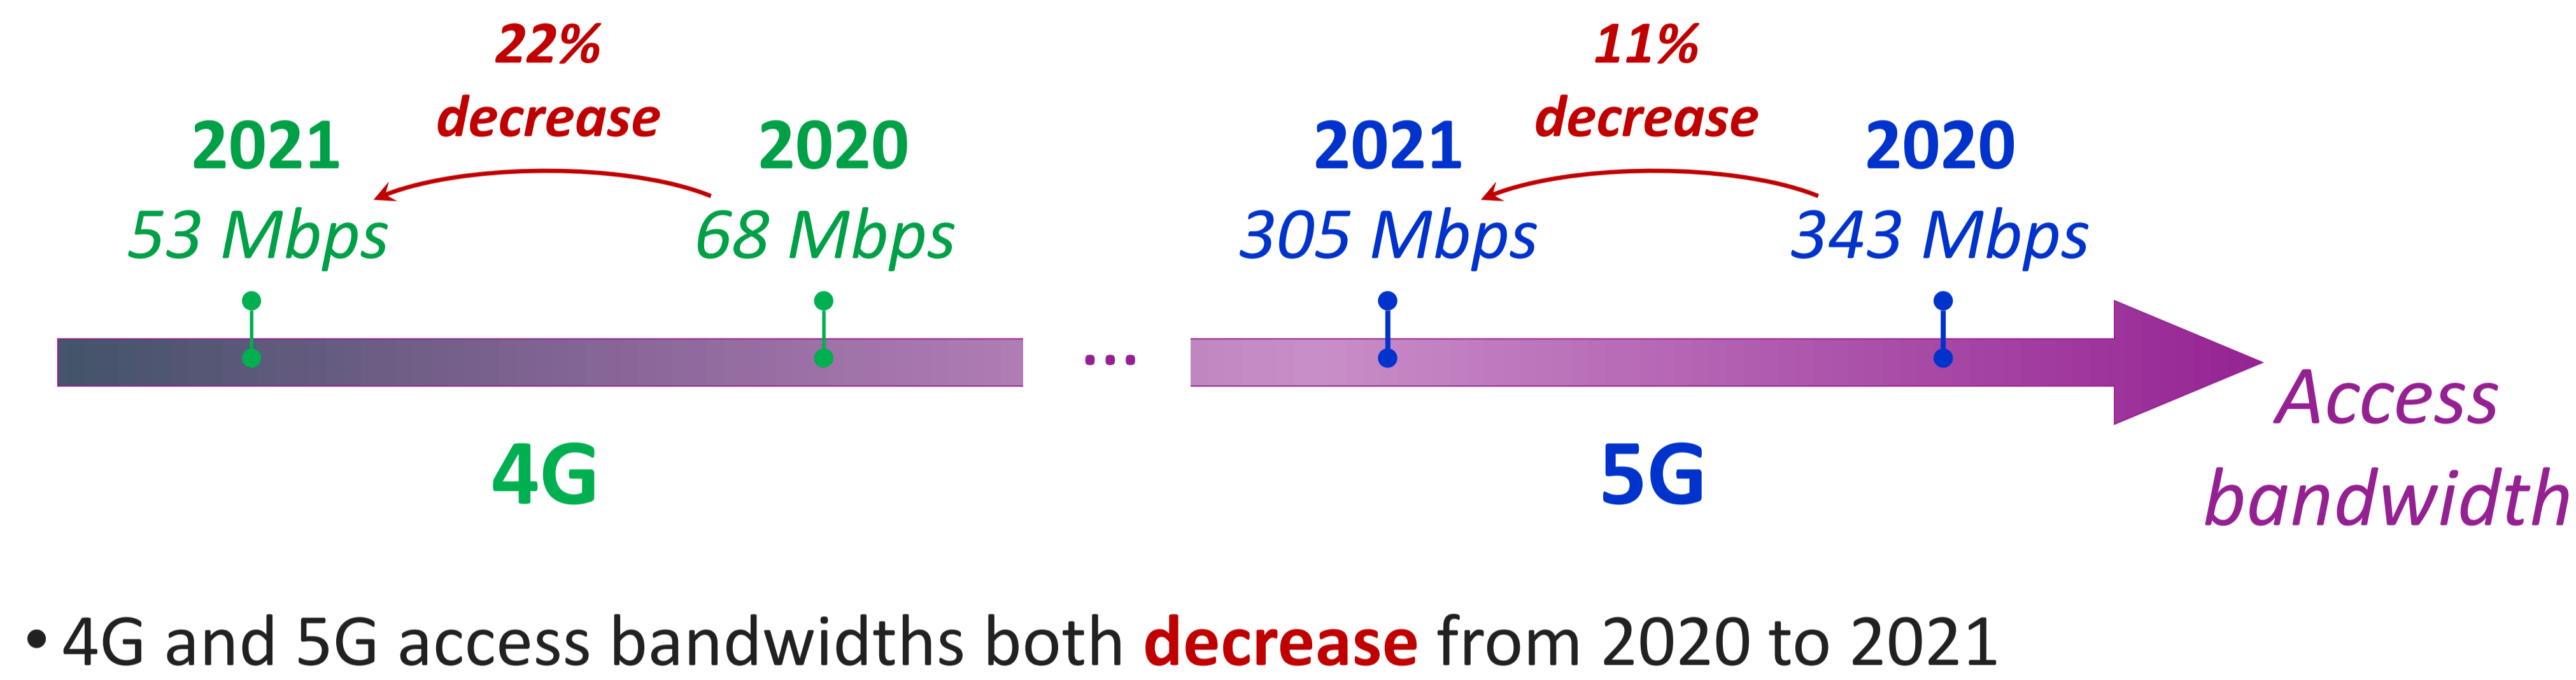 22%
decrease
2021
53 Mbps
2020
68 Mbps
11%
decrease
2021
305 Mbps
2020
343 Mbps
...
Access
bandwidth
4G
5G
• 4G and 5G access bandwidths both decrease from 2020 to 2021